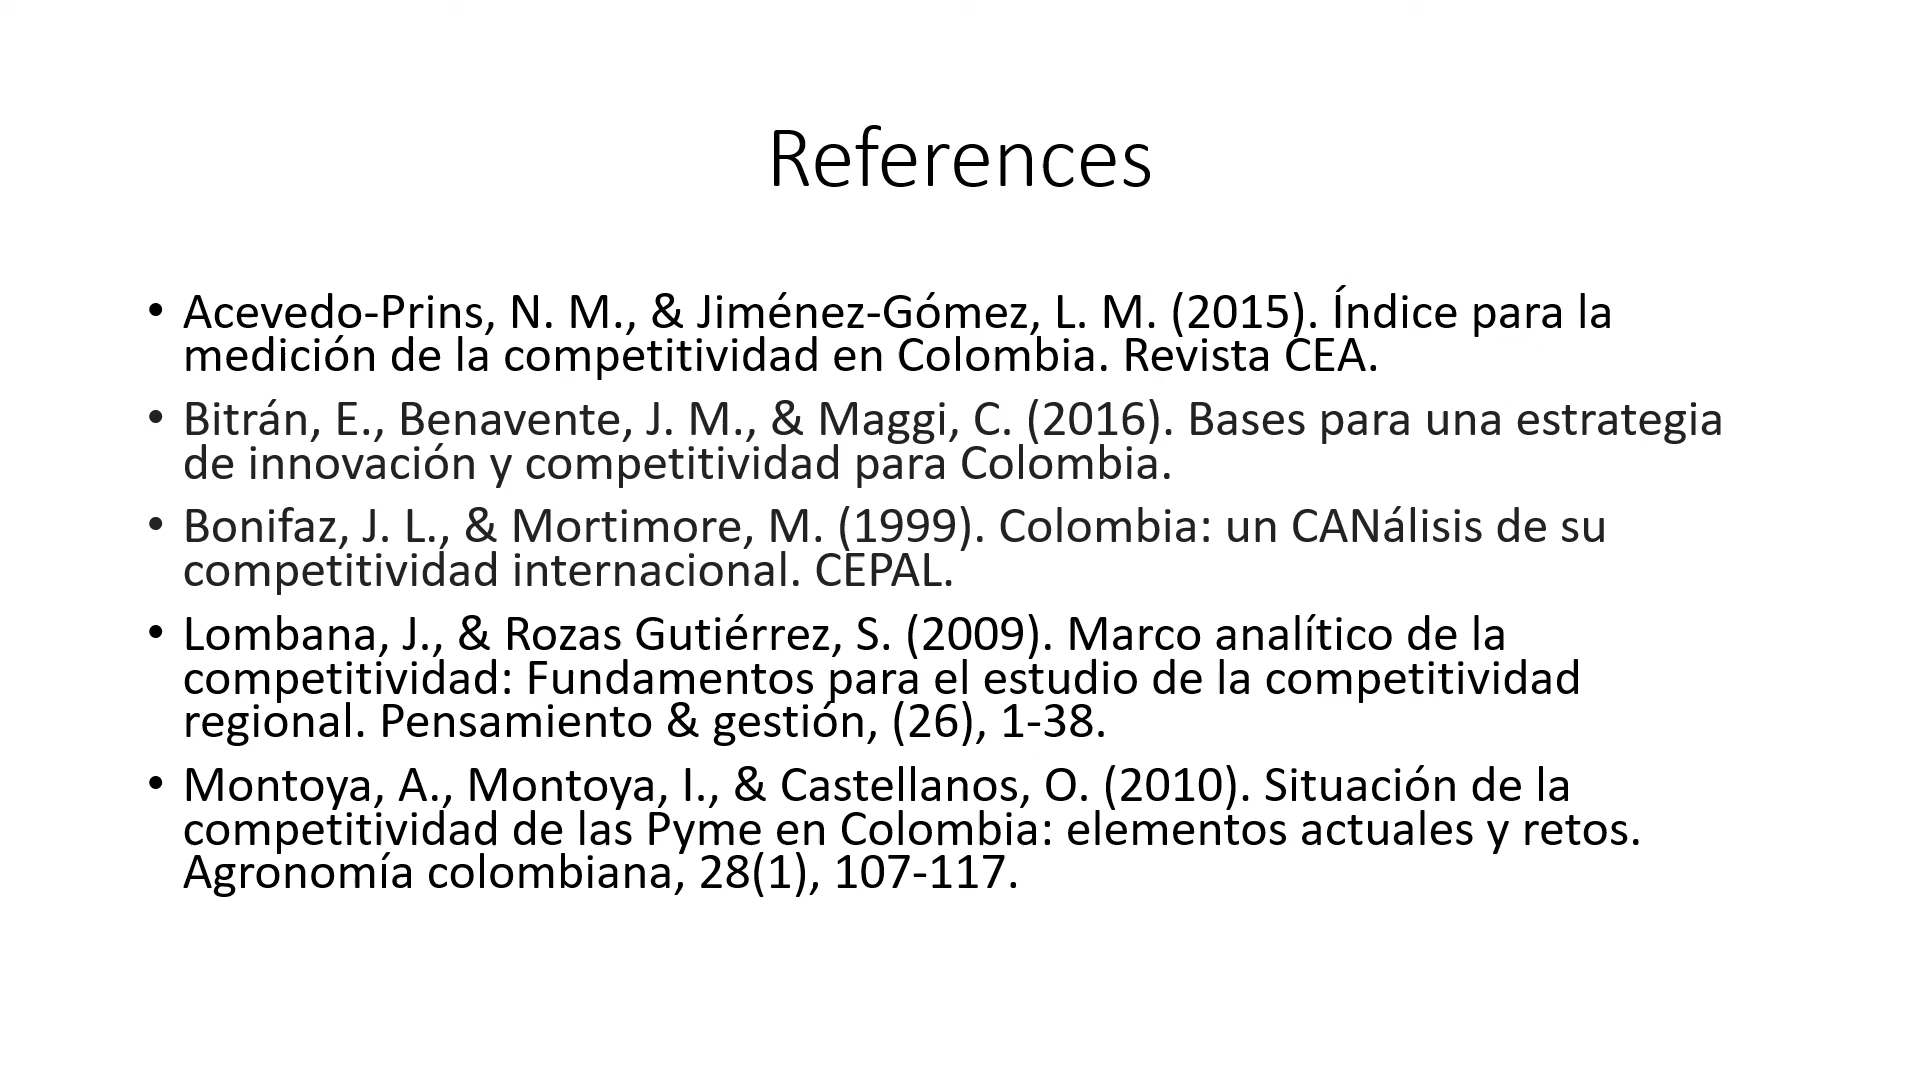 References
• Acevedo-Prins, N. M., & Jiménez-Gómez, L. M. (2015). Índice para la
medición de la competitividad en Colombia. Revista CEA.
• Bitrán, E., Benavente, J. M., & Maggi, C. (2016). Bases para una estrategia
de innovación y competitividad para Colombia.
• Bonifaz, J. L., & Mortimore, M. (1999). Colombia: un CANálisis de su
competitividad internacional. CEPAL.
• Lombana, J., & Rozas Gutiérrez, S. (2009). Marco analítico de la
competitividad: Fundamentos para el estudio de la competitividad
regional. Pensamiento & gestión, (26), 1-38.
• Montoya, A., Montoya, I., & Castellanos, O. (2010). Situación de la
competitividad de las Pyme en Colombia: elementos actuales y retos.
Agronomía colombiana, 28(1), 107-117.